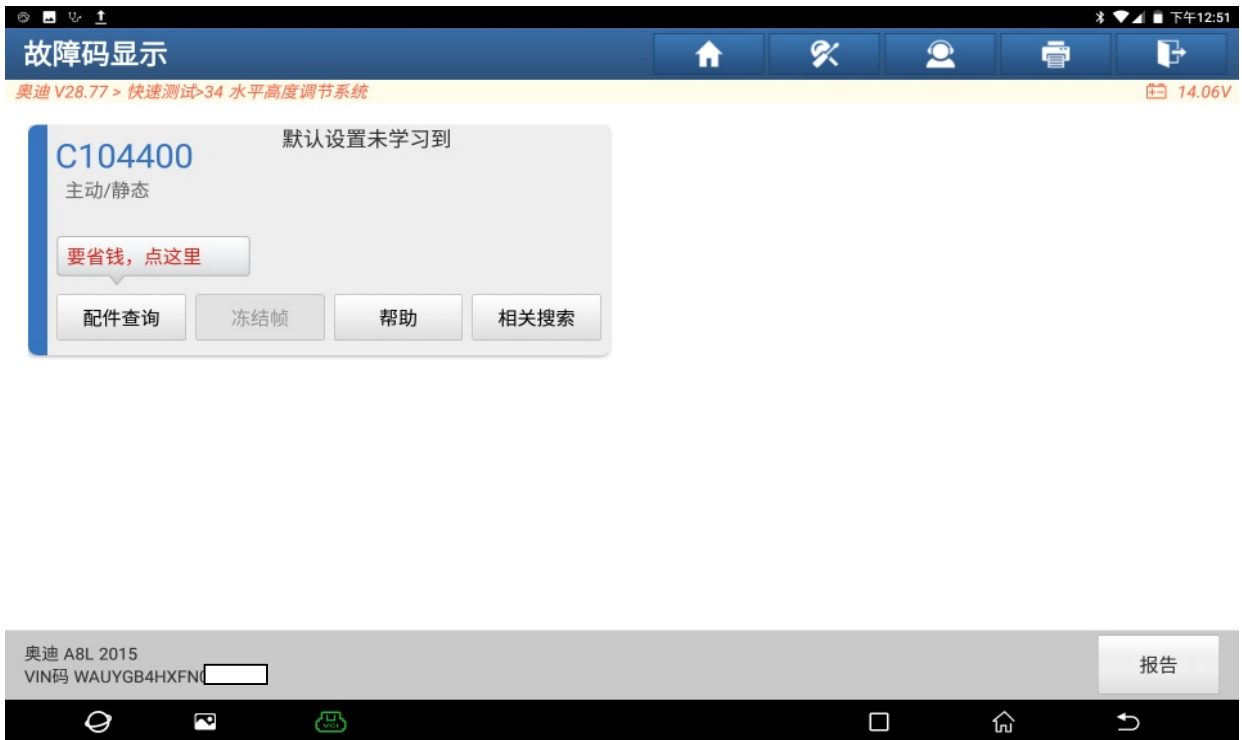 下午12:51
故障码显示
奥迪 V28.77 > 快速测试>34 水平高度调节系统
14.06V
C104400
默认设置未学习到
主动/静态
要省钱，点这里
配件查询
冻结帧
帮助
相关搜索
奥迪 A8L 2015
VIN码 WAUYGB4HXFN
报告
VCI